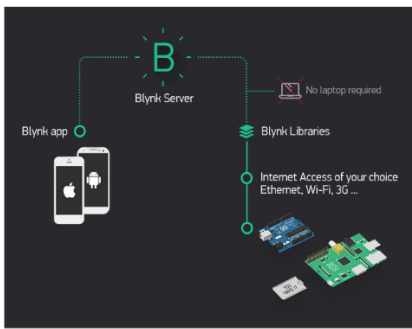 B
Blynk Server
No laptop required
Blynk app
Blynk Libraries
Internet Access of your choice
Ethernet, Wi-Fi, 3G ...